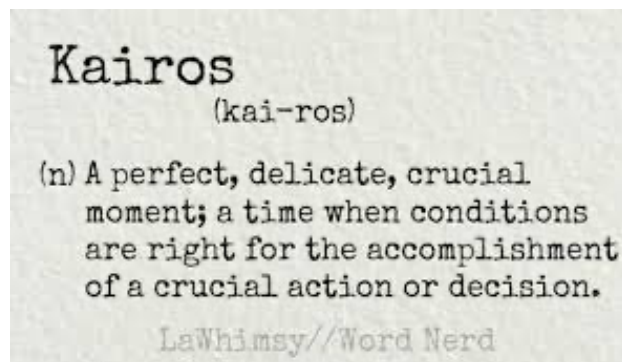 Kairos
(kai-ros)
(n) A perfect, delicate, crucial
moment; a time when conditions
are right for the accomplishment
of a crucial action or decision.
LaWhimsy//Word Nerd